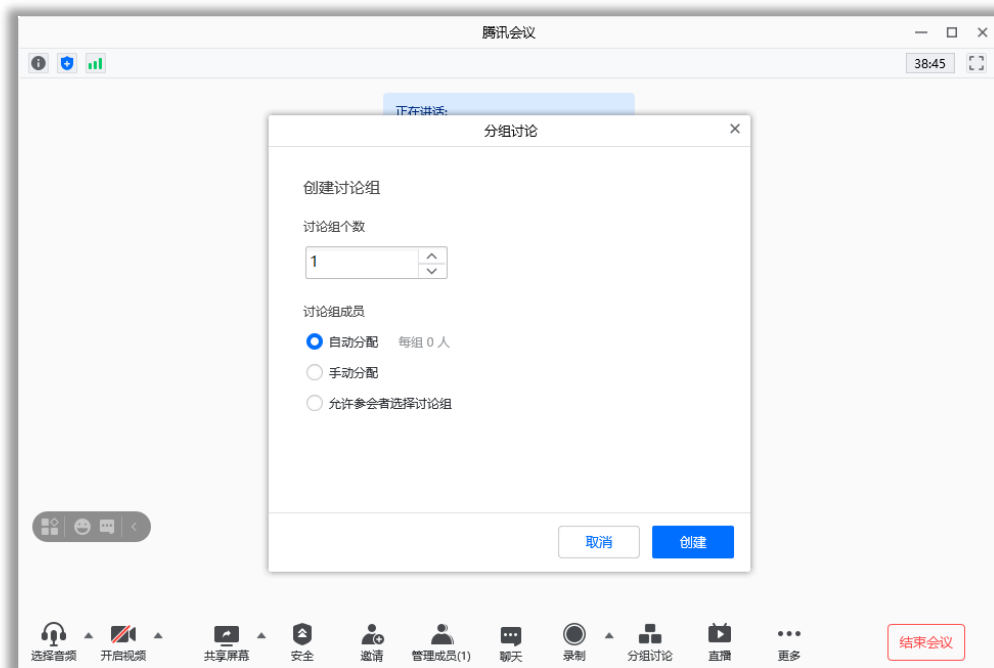 腾讯会议
38:45
正在讲话:
分组讨论
创建讨论组
讨论组个数
1
讨论组成员
自动分配 每组 0 人
手动分配
允许参会者选择讨论组
取消 创建
选择音频 开启视频 共享屏幕 安全 邀请 管理成员(1) 聊天 录制 分组讨论 直播 更多 结束会议